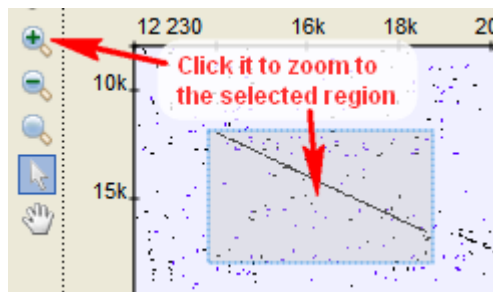 12 230 16k 18k 20
Click it to zoom to
the selected region
10k
15k